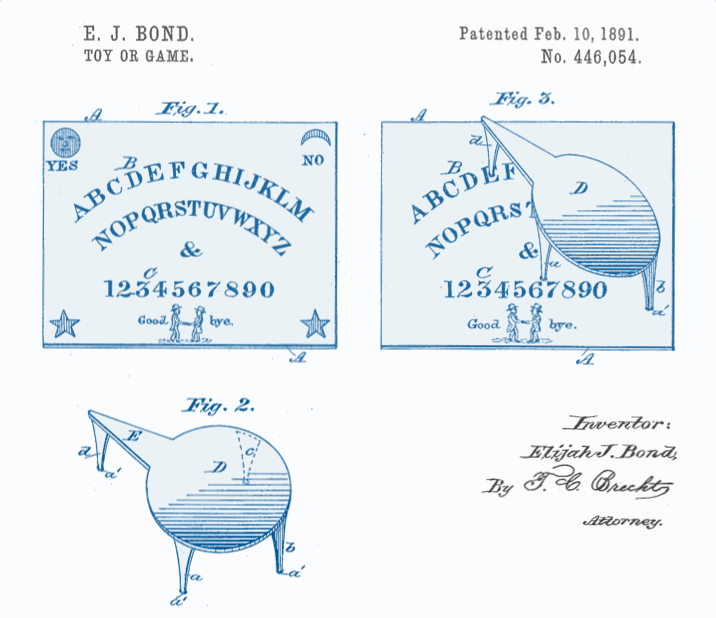 E. J. BOND.
TOY OR GAME.
Patented Feb. 10, 1891.
No. 446,054.
Fig. 1.
A
YES
NO
B
ABCDEFGHIJKLM
NOPQRSTUVWXYZ
&
C
1234567890
Good bye.
A
Fig. 3.
A
d
B
D
ABCDEF
NOPQRST
&
a
b
a'
C
1234567890
Good bye.
A
Fig. 2.
E
D
c
d
a'
b
a
a'
a'
Inventor:
Elijah J. Bond,
By T. C. Brecht
Attorney.